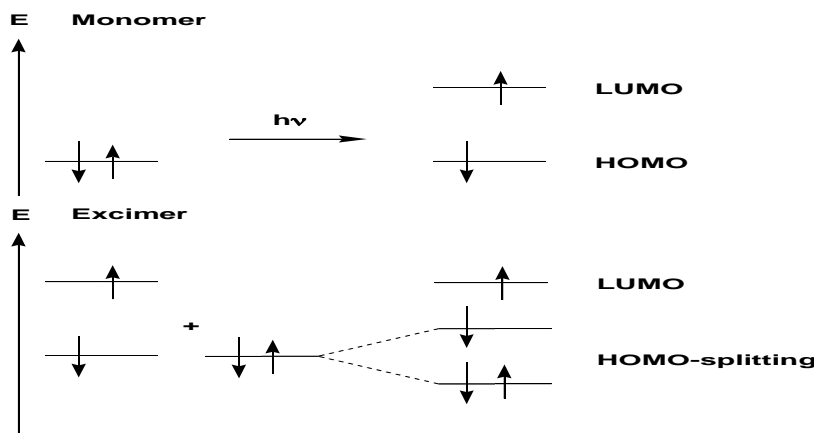 E Monomer
LUMO
hν
HOMO
E Excimer
LUMO
+
HOMO-splitting